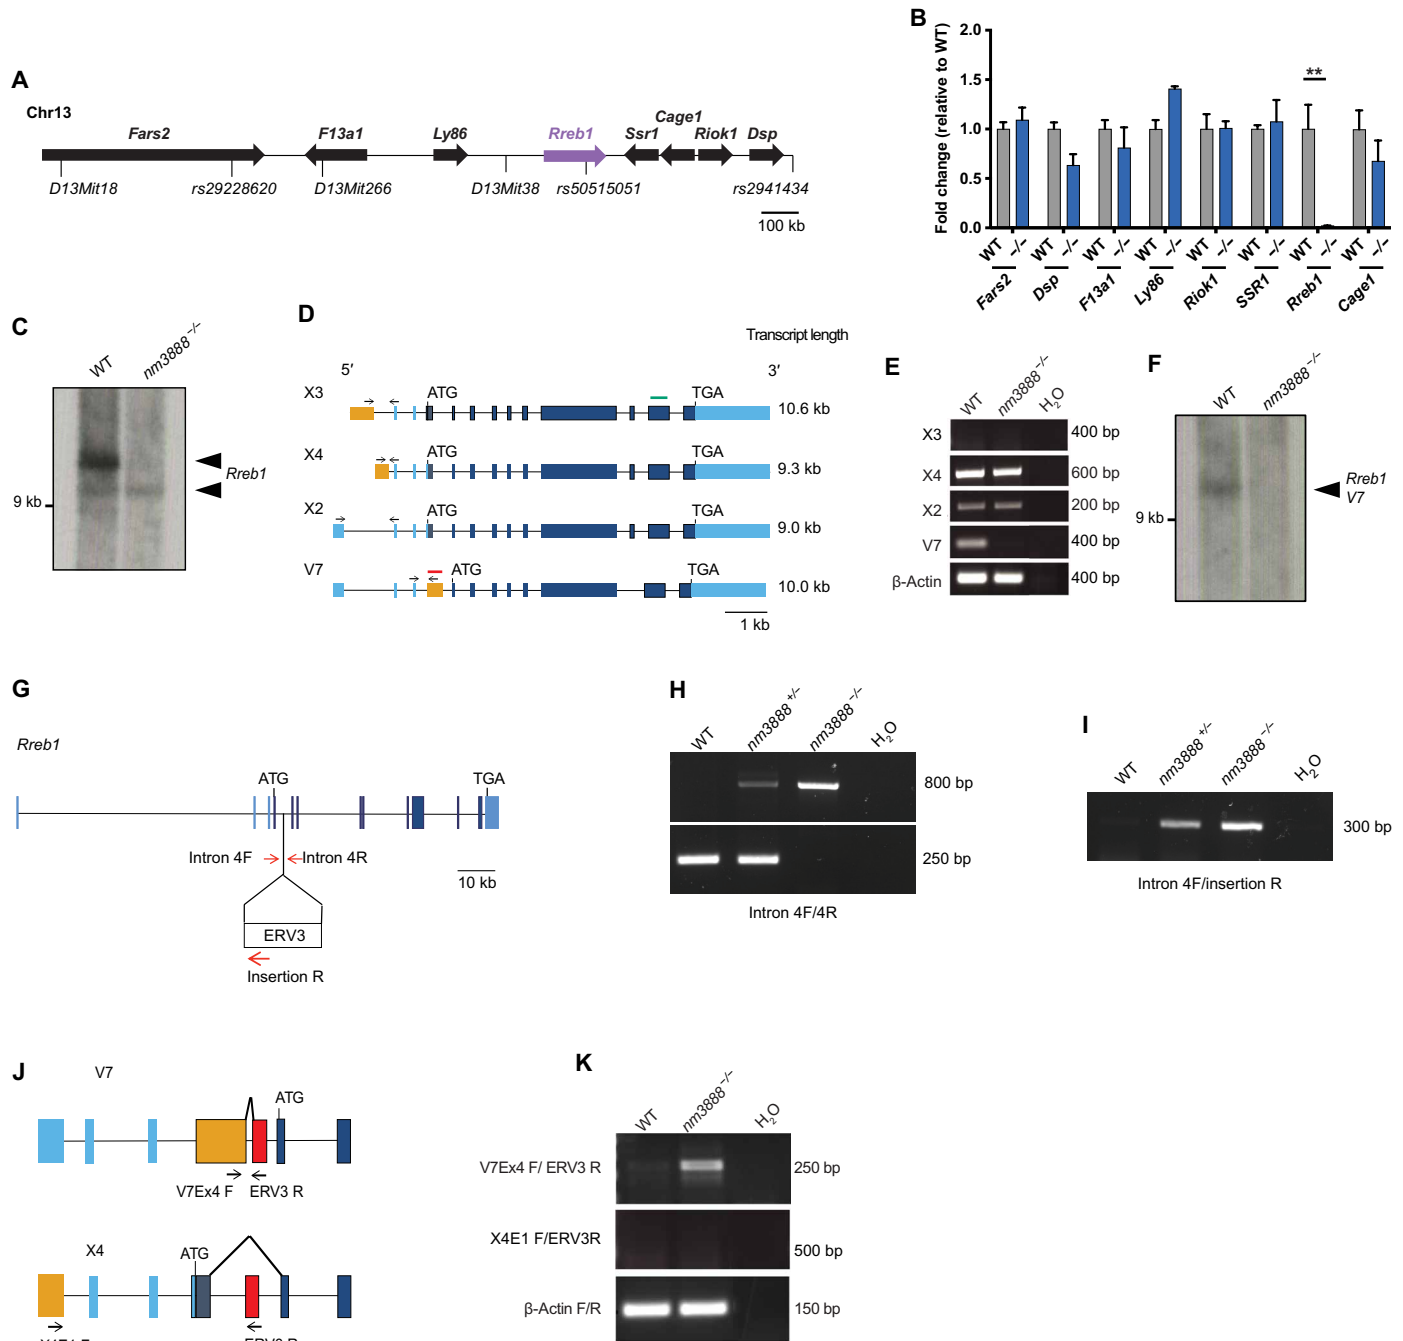 A
Chr13
Fars2
F13a1
Ly86
Rreb1
Ssr1
Cage1
Riok1
Dsp
D13Mit18
rs29228620
D13Mit266
D13Mit38
rs50515051
rs2941434
100 kb
B
Fold change (relative to WT)
2.0
1.5
1.0
0.5
0.0
**
WT -/- WT -/- WT -/- WT -/- WT -/- WT -/- WT -/- WT -/-
Fars2 Dsp F13a1 Ly86 Riok1 SSR1 Rreb1 Cage1
C
WT nm3888 -/-
Rreb1
9 kb
D
Transcript length
5′ 3′
X3 ATG TGA 10.6 kb
X4 ATG TGA 9.3 kb
X2 ATG TGA 9.0 kb
V7 ATG TGA 10.0 kb
1 kb
E
WT nm3888 -/- H2O
X3 400 bp
X4 600 bp
X2 200 bp
V7 400 bp
β-Actin 400 bp
F
WT nm3888 -/-
Rreb1
V7
9 kb
G
Rreb1
ATG TGA
Intron 4F Intron 4R
10 kb
ERV3
Insertion R
H
WT nm3888 +/- nm3888 -/- H2O
800 bp
250 bp
Intron 4F/4R
I
WT nm3888 +/- nm3888 -/- H2O
300 bp
Intron 4F/insertion R
J
V7
ATG
V7Ex4 F ERV3 R
X4
ATG
K
WT nm3888 -/- H2O
V7Ex4 F/ ERV3 R 250 bp
X4E1 F/ERV3R 500 bp
β-Actin F/R 150 bp